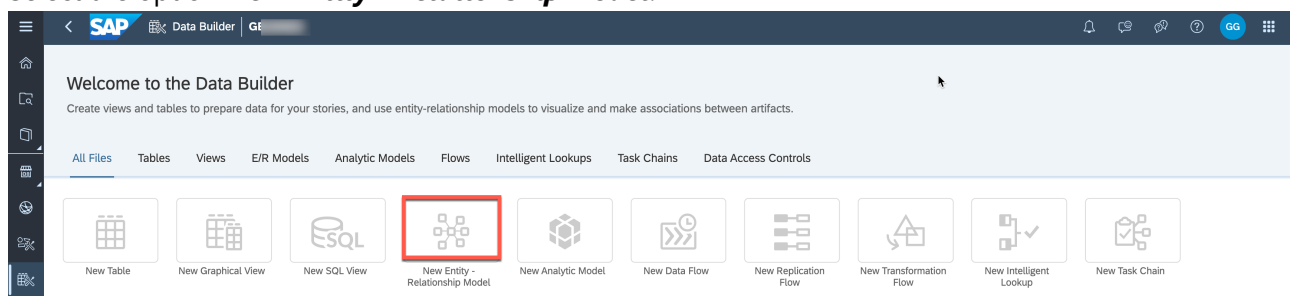 SAP Data Builder
Welcome to the Data Builder
Create views and tables to prepare data for your stories, and use entity-relationship models to visualize and make associations between artifacts.
All Files Tables Views E/R Models Analytic Models Flows Intelligent Lookups Task Chains Data Access Controls
SQL
New Table New Graphical View New SQL View New Entity - New Analytic Model New Data Flow New Replication New Transformation New Intelligent New Task Chain
Relationship Model Flow Flow Lookup
GG